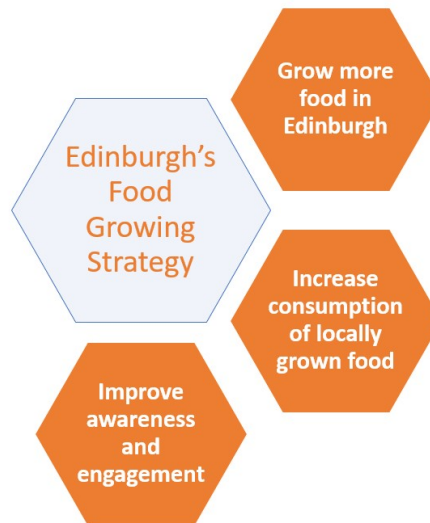 Edinburgh's
Food
Growing
Strategy
Grow more
food in
Edinburgh
Increase
consumption
of locally
grown food
Improve
awareness
and
engagement